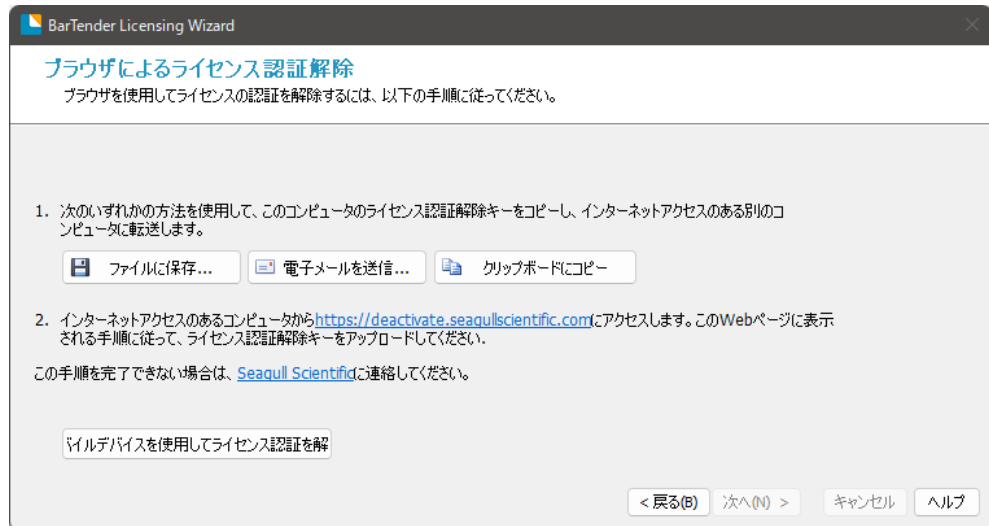 BarTender Licensing Wizard
ブラウザによるライセンス認証解除
ブラウザを使用してライセンスの認証を解除するには、以下の手順に従ってください。
1. 次のいずれかの方法を使用して、このコンピュータのライセンス認証解除キーをコピーし、インターネットアクセスのある別のコ
ンピュータに転送します。
ファイルに保存... 電子メールを送信... クリップボードにコピー
2. インターネットアクセスのあるコンピュータからhttps://deactivate.seagullscientific.comにアクセスします。このWebページに表示
される手順に従って、ライセンス認証解除キーをアップロードしてください.
この手順を完了できない場合は、Seagull Scientificに連絡してください。
バイルデバイスを使用してライセンス認証を解
< 戻る(B) 次へ(N) > キャンセル ヘルプ